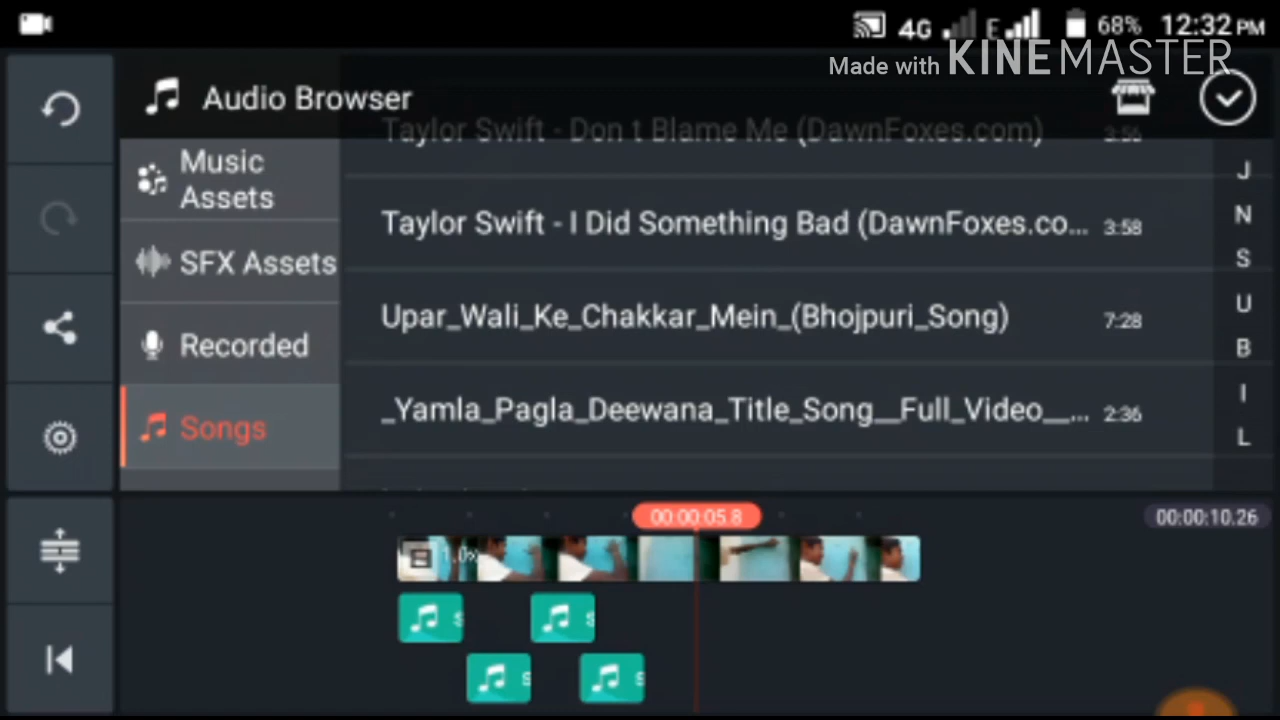 4G E 68% 12:32 PM
Made with KINEMASTER
Audio Browser
Taylor Swift - Don t Blame Me (DawnFoxes.com) 3:56
Music
Assets
Taylor Swift - I Did Something Bad (DawnFoxes.co... 3:58
SFX Assets
Upar_Wali_Ke_Chakkar_Mein_(Bhojpuri_Song) 7:28
Recorded
_Yamla_Pagla_Deewana_Title_Song__Full_Video__... 2:36
Songs
J
N
S
U
B
I
L
00:00:05.8
00:00:10.26
1.0x
s
s
s
s